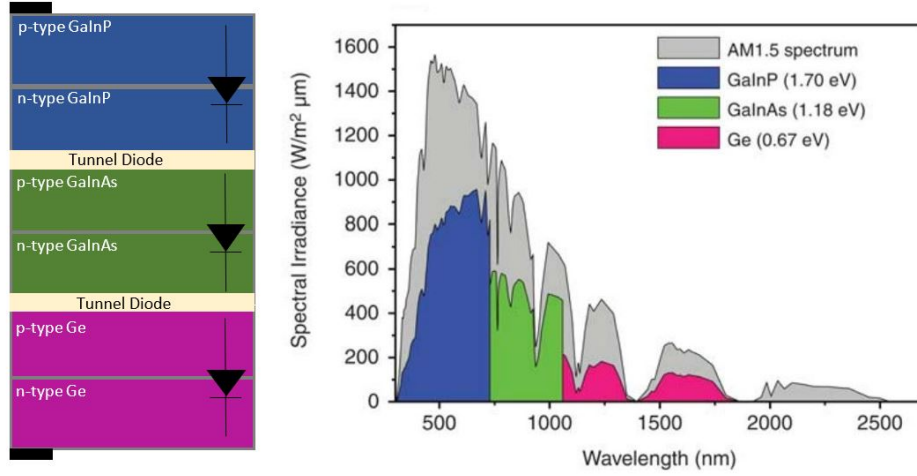 p-type GaInP
n-type GaInP
Tunnel Diode
p-type GaInAs
n-type GaInAs
Tunnel Diode
p-type Ge
n-type Ge
AM1.5 spectrum
GaInP (1.70 eV)
GaInAs (1.18 eV)
Ge (0.67 eV)
Spectral Irradiance (W/m² µm)
1600
1400
1200
1000
800
600
400
200
0
500
1000
1500
2000
2500
Wavelength (nm)